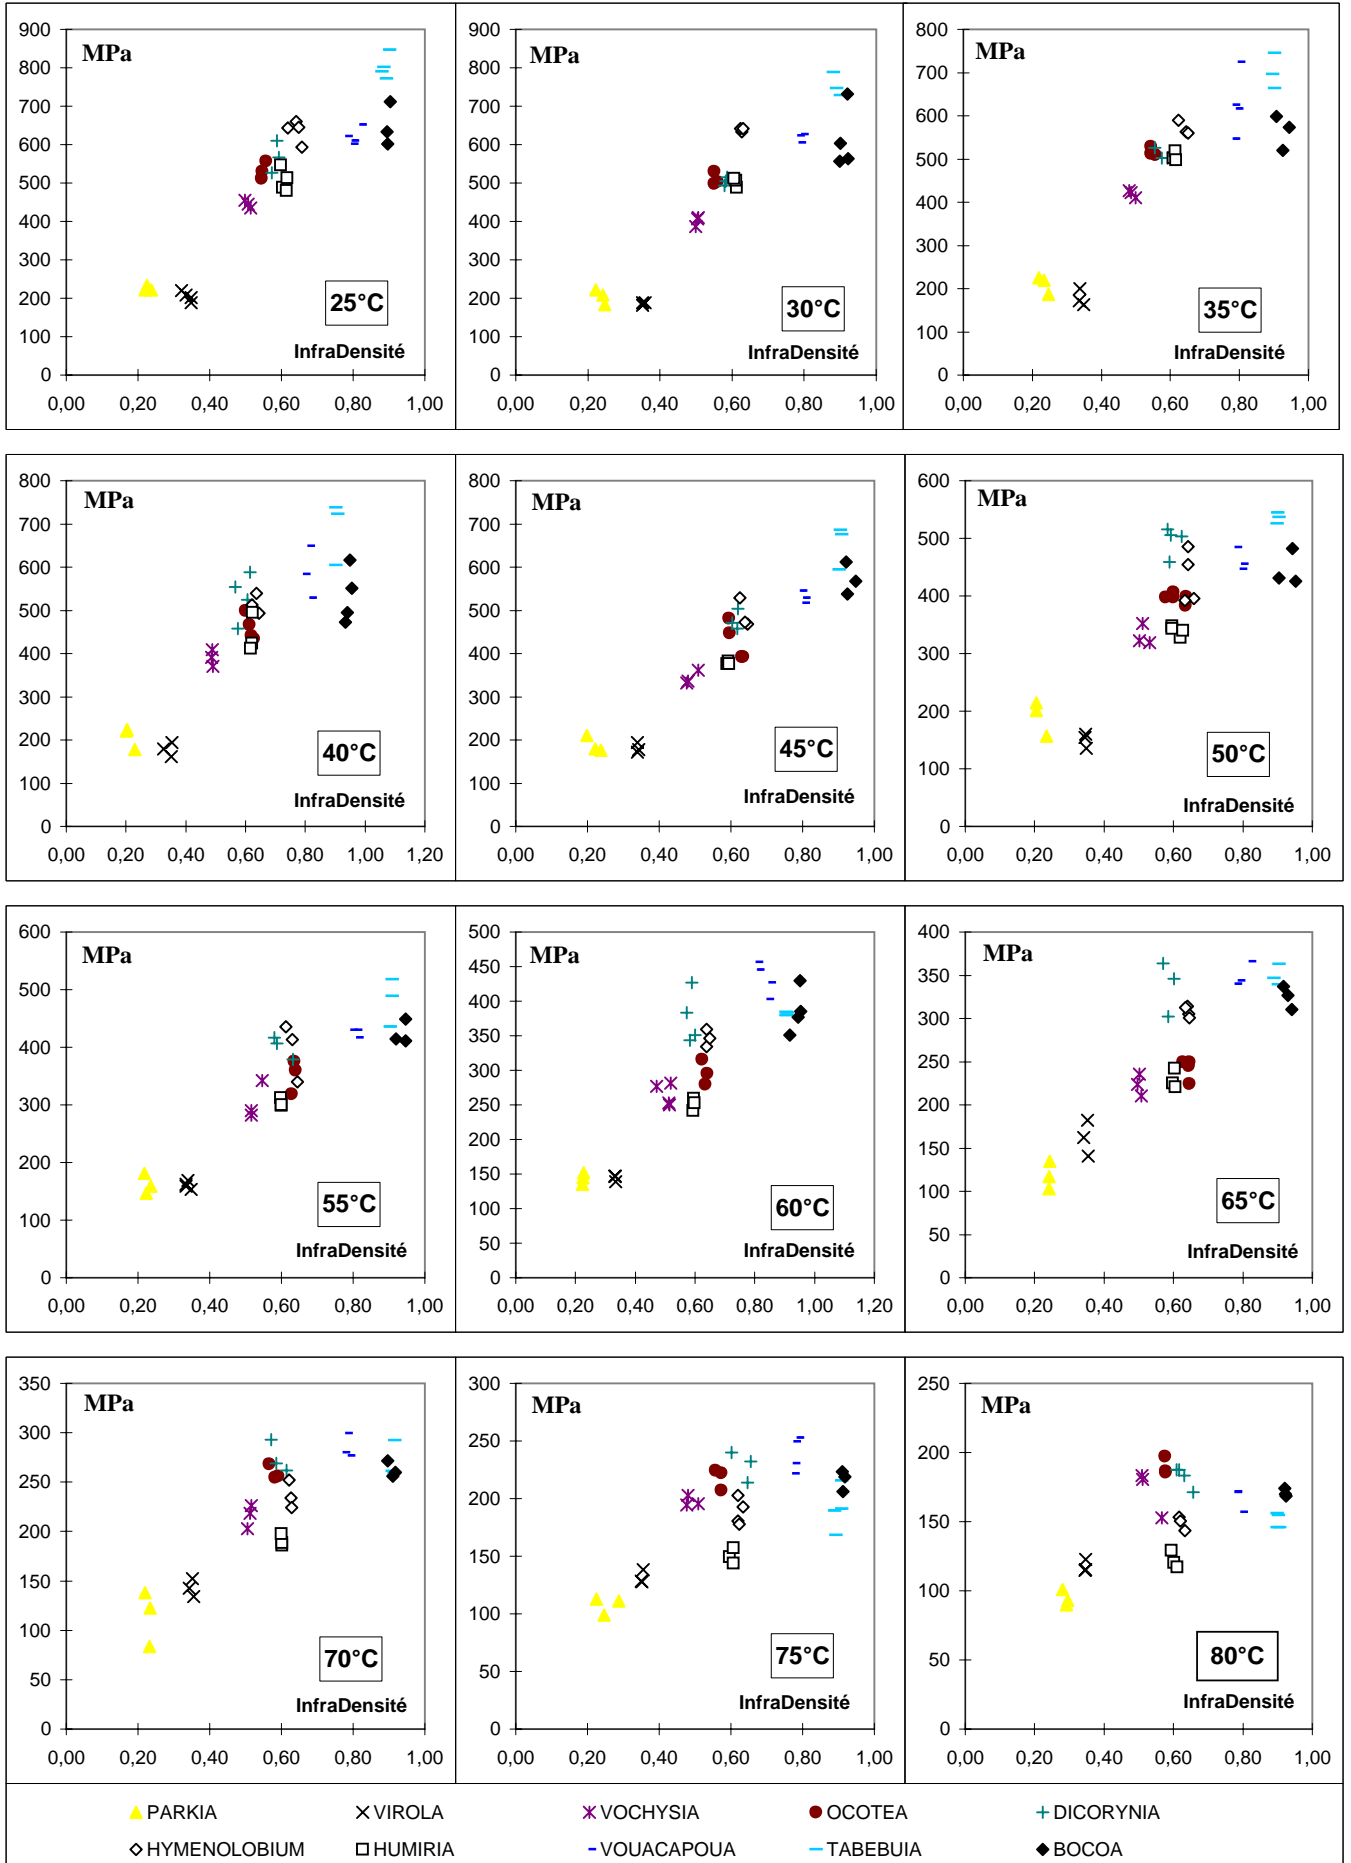 MPa
900
800
700
600
500
400
300
200
100
0
25°C
InfraDensité
0,00 0,20 0,40 0,60 0,80 1,00
MPa
900
800
700
600
500
400
300
200
100
0
30°C
InfraDensité
0,00 0,20 0,40 0,60 0,80 1,00
MPa
800
700
600
500
400
300
200
100
0
35°C
InfraDensité
0,00 0,20 0,40 0,60 0,80 1,00
MPa
800
700
600
500
400
300
200
100
0
40°C
InfraDensité
0,00 0,20 0,40 0,60 0,80 1,00 1,20
MPa
800
700
600
500
400
300
200
100
0
45°C
InfraDensité
0,00 0,20 0,40 0,60 0,80 1,00
MPa
600
500
400
300
200
100
0
50°C
InfraDensité
0,00 0,20 0,40 0,60 0,80 1,00
MPa
600
500
400
300
200
100
0
55°C
InfraDensité
0,00 0,20 0,40 0,60 0,80 1,00
MPa
500
450
400
350
300
250
200
150
100
50
0
60°C
InfraDensité
0,00 0,20 0,40 0,60 0,80 1,00 1,20
MPa
400
350
300
250
200
150
100
50
0
65°C
InfraDensité
0,00 0,20 0,40 0,60 0,80 1,00
MPa
350
300
250
200
150
100
50
0
70°C
InfraDensité
0,00 0,20 0,40 0,60 0,80 1,00
MPa
300
250
200
150
100
50
0
75°C
InfraDensité
0,00 0,20 0,40 0,60 0,80 1,00
MPa
250
200
150
100
50
0
80°C
InfraDensité
0,00 0,20 0,40 0,60 0,80 1,00
PARKIA VIROLA VOCHYSIA OCOTEA DICORYNIA
HYMENOLOBIUM HUMIRIA VOUACAPOUA TABEBUIA BOCOA